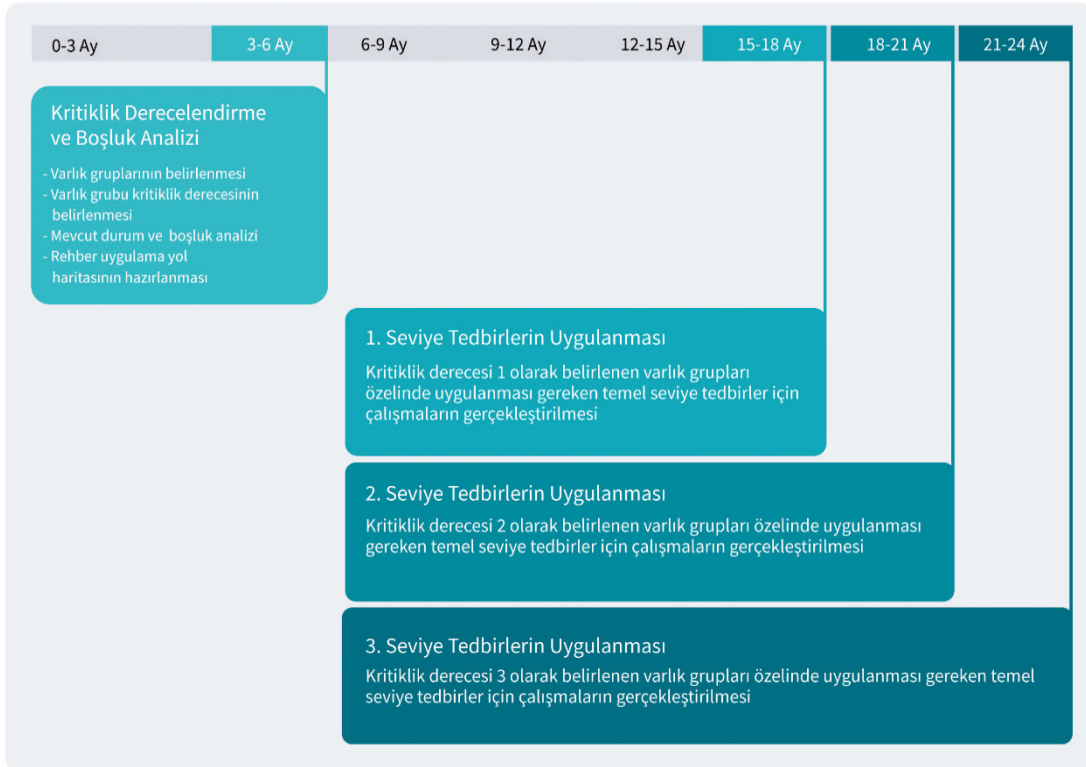 0-3 Ay 3-6 Ay 6-9 Ay 9-12 Ay 12-15 Ay 15-18 Ay 18-21 Ay 21-24 Ay
Kritiklik Derecelendirme
ve Boşluk Analizi
- Varlık gruplarının belirlenmesi
- Varlık grubu kritiklik derecesinin
belirlenmesi
- Mevcut durum ve boşluk analizi
- Rehber uygulama yol
haritasının hazırlanması
1. Seviye Tedbirlerin Uygulanması
Kritiklik derecesi 1 olarak belirlenen varlık grupları
özelinde uygulanması gereken temel seviye tedbirler için
çalışmaların gerçekleştirilmesi
2. Seviye Tedbirlerin Uygulanması
Kritiklik derecesi 2 olarak belirlenen varlık grupları özelinde uygulanması
gereken temel seviye tedbirler için çalışmaların gerçekleştirilmesi
3. Seviye Tedbirlerin Uygulanması
Kritiklik derecesi 3 olarak belirlenen varlık grupları özelinde uygulanması gereken temel
seviye tedbirler için çalışmaların gerçekleştirilmesi